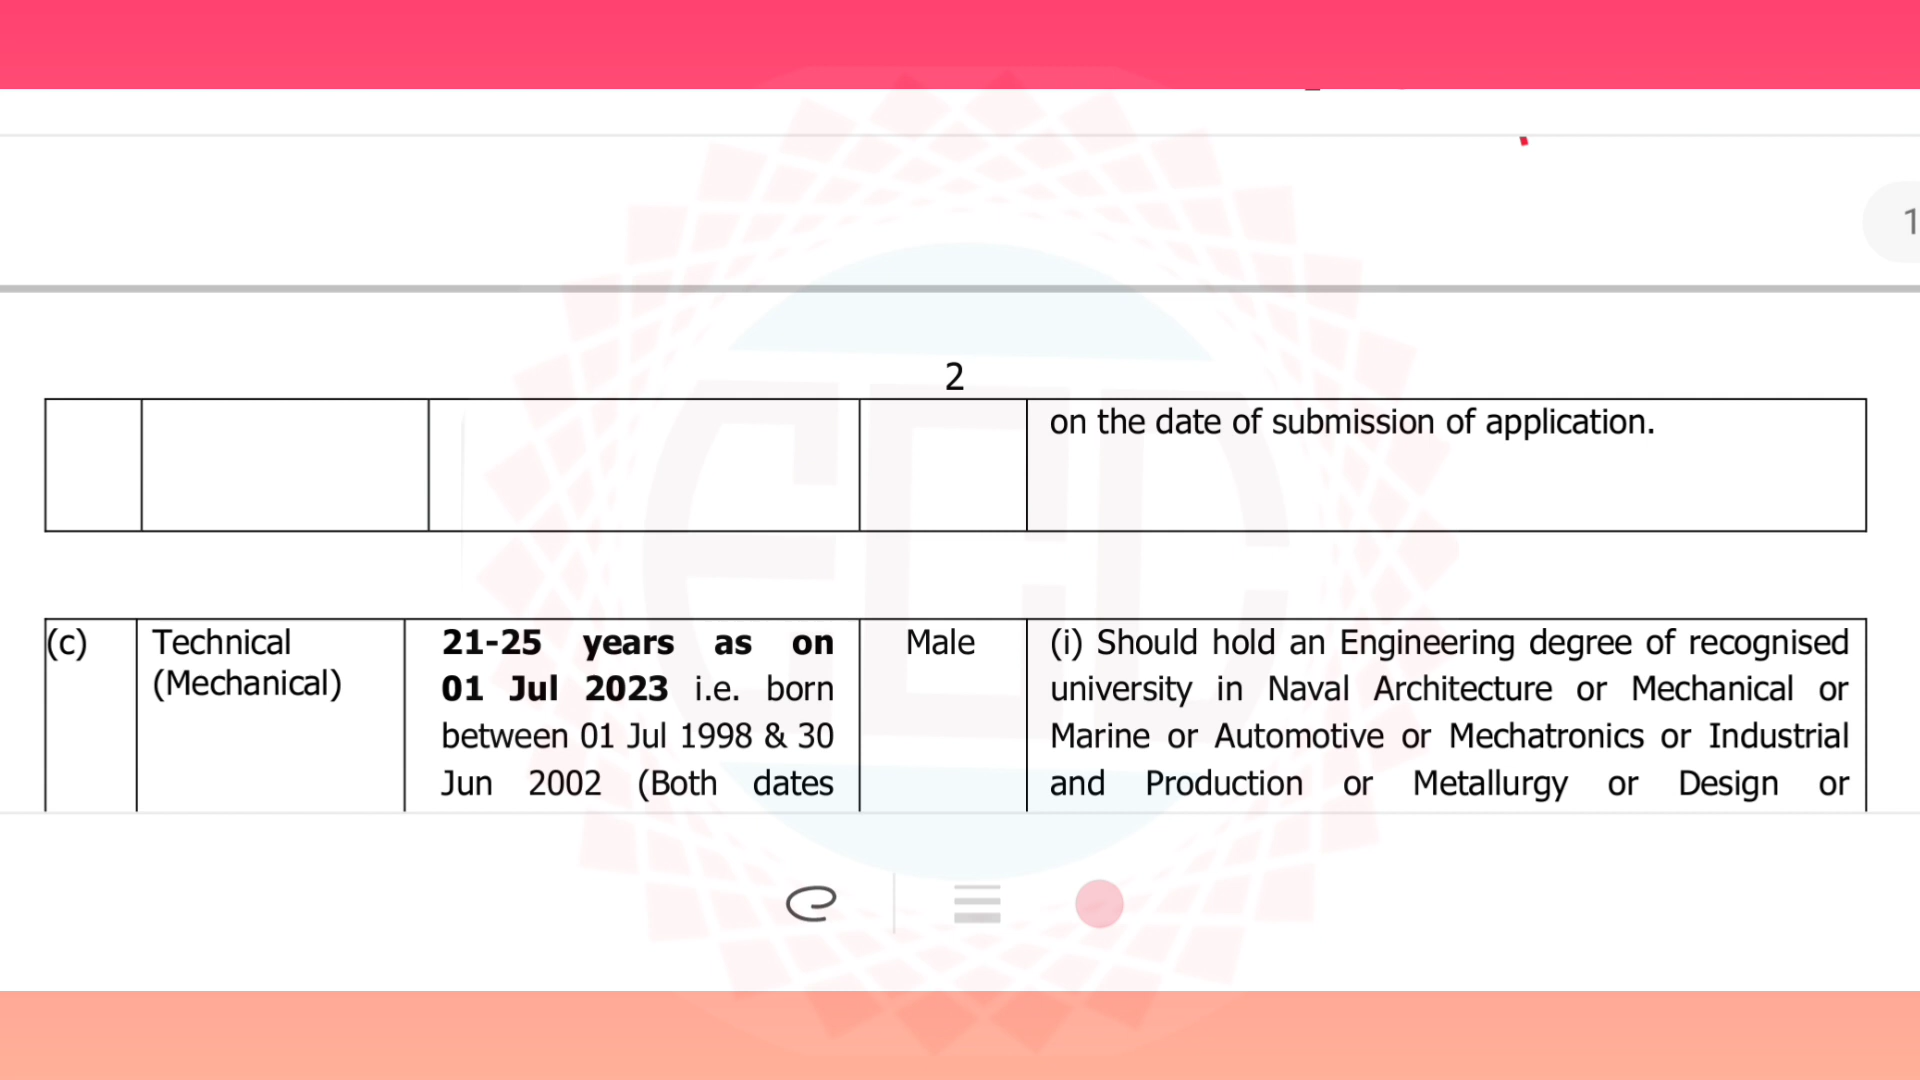 1
2
on the date of submission of application.
(c)
Technical
(Mechanical)
21-25 years as on
01 Jul 2023 i.e. born
between 01 Jul 1998 & 30
Jun 2002 (Both dates
Male
(i) Should hold an Engineering degree of recognised
university in Naval Architecture or Mechanical or
Marine or Automotive or Mechatronics or Industrial
and Production or Metallurgy or Design or